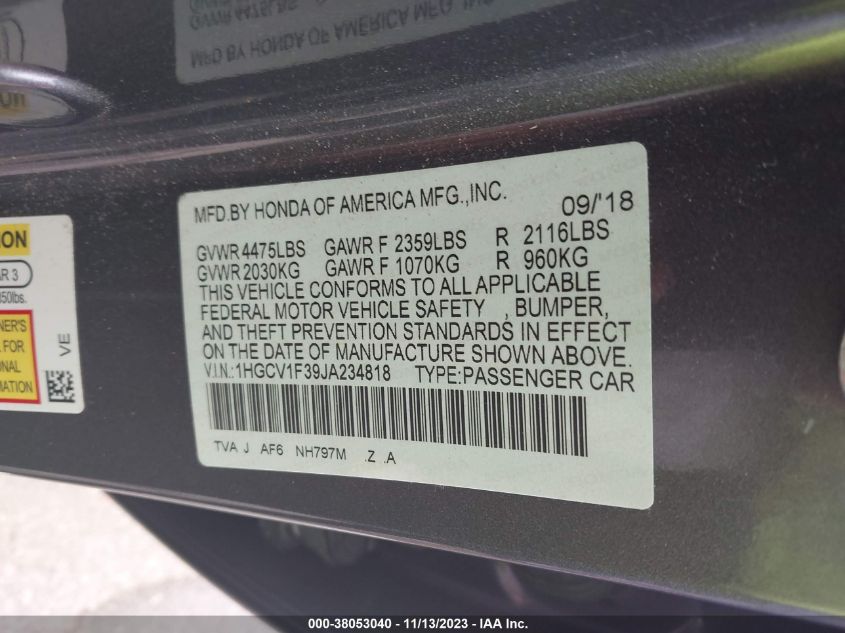 MFD.BY HONDA OF AMERICA MFG.,INC. 09/'18
GVWR 4475LBS GAWR F 2359LBS R 2116LBS
GVWR 2030KG GAWR F 1070KG R 960KG
THIS VEHICLE CONFORMS TO ALL APPLICABLE
FEDERAL MOTOR VEHICLE SAFETY , BUMPER,
AND THEFT PREVENTION STANDARDS IN EFFECT
ON THE DATE OF MANUFACTURE SHOWN ABOVE.
V.I.N.:1HGCV1F39JA234818 TYPE:PASSENGER CAR
TVA J AF6 NH797M .Z .A
FOR
VE
000-38053040 - 11/13/2023 - IAA Inc.